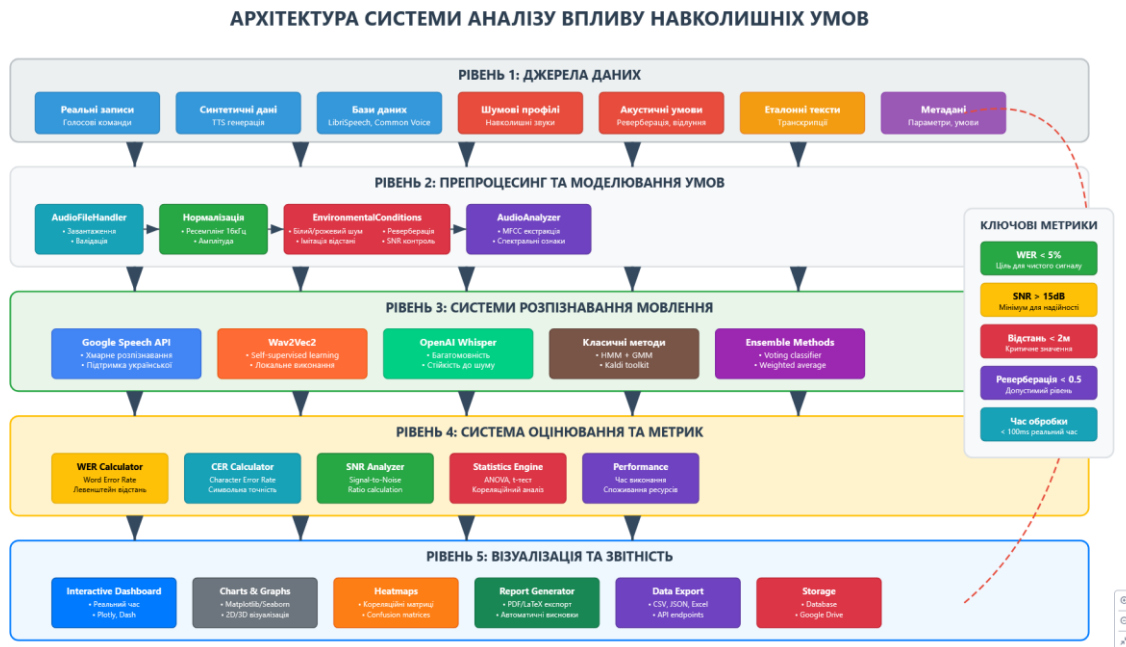 АРХІТЕКТУРА СИСТЕМИ АНАЛІЗУ ВПЛИВУ НАВКОЛИШНІХ УМОВ
РІВЕНЬ 1: ДЖЕРЕЛА ДАНИХ
Реальні записи
Голосові команди
Синтетичні дані
TTS генерація
Бази даних
LibriSpeech, Common Voice
Шумові профілі
Навколишні звуки
Акустичні умови
Реверберація, відлуння
Еталонні тексти
Транскрипції
Метадані
Параметри, умови
РІВЕНЬ 2: ПРЕПРОЦЕСИНГ ТА МОДЕЛЮВАННЯ УМОВ
AudioFileHandler
• Завантаження
• Валідація
Нормалізація
• Ресемплінг 16кГц
• Амплітуда
EnvironmentalConditions
• Білий/рожевий шум
• Імітація відстані
• Реверберація
• SNR контроль
AudioAnalyzer
• MFCC екстракція
• Спектральні ознаки
РІВЕНЬ 3: СИСТЕМИ РОЗПІЗНАВАННЯ МОВЛЕННЯ
Google Speech API
• Хмарне розпізнавання
• Підтримка української
Wav2Vec2
• Self-supervised learning
• Локальне виконання
OpenAI Whisper
• Багатомовність
• Стійкість до шуму
Класичні методи
• HMM + GMM
• Kaldi toolkit
Ensemble Methods
• Voting classifier
• Weighted average
РІВЕНЬ 4: СИСТЕМА ОЦІНЮВАННЯ ТА МЕТРИК
WER Calculator
Word Error Rate
Левенштейн відстань
CER Calculator
Character Error Rate
Символьна точність
SNR Analyzer
Signal-to-Noise
Ratio calculation
Statistics Engine
ANOVA, t-тест
Кореляційний аналіз
Performance
Час виконання
Споживання ресурсів
РІВЕНЬ 5: ВІЗУАЛІЗАЦІЯ ТА ЗВІТНІСТЬ
Interactive Dashboard
• Реальний час
• Plotly, Dash
Charts & Graphs
• Matplotlib/Seaborn
• 2D/3D візуалізація
Heatmaps
• Кореляційні матриці
• Confusion matrices
Report Generator
• PDF/LaTeX експорт
• Автоматичні висновки
Data Export
• CSV, JSON, Excel
• API endpoints
Storage
• Database
• Google Drive
КЛЮЧОВІ МЕТРИКИ
WER < 5%
Ціль для чистого сигналу
SNR > 15dB
Мінімум для надійності
Відстань < 2м
Критичне значення
Реверберація < 0.5
Допустимий рівень
Час обробки
< 100ms реальний час